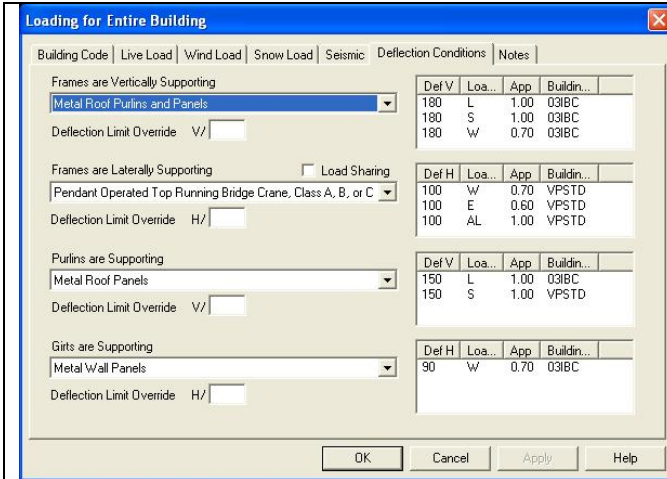 Loading for Entire Building
Building Code Live Load Wind Load Snow Load Seismic Deflection Conditions Notes
Frames are Vertically Supporting
Metal Roof Purlins and Panels
Deflection Limit Override V/
Def V Loa... App Buildin...
180 L 1.00 03IBC
180 S 1.00 03IBC
180 W 0.70 03IBC
Frames are Laterally Supporting Load Sharing
Pendant Operated Top Running Bridge Crane, Class A, B, or C
Deflection Limit Override H/
Def H Loa... App Buildin...
100 W 0.70 VPSTD
100 E 0.60 VPSTD
100 AL 1.00 VPSTD
Purlins are Supporting
Metal Roof Panels
Deflection Limit Override V/
Def V Loa... App Buildin...
150 L 1.00 03IBC
150 S 1.00 VPSTD
Girts are Supporting
Metal Wall Panels
Deflection Limit Override H/
Def H Loa... App Buildin...
90 W 0.70 03IBC
OK Cancel Apply Help